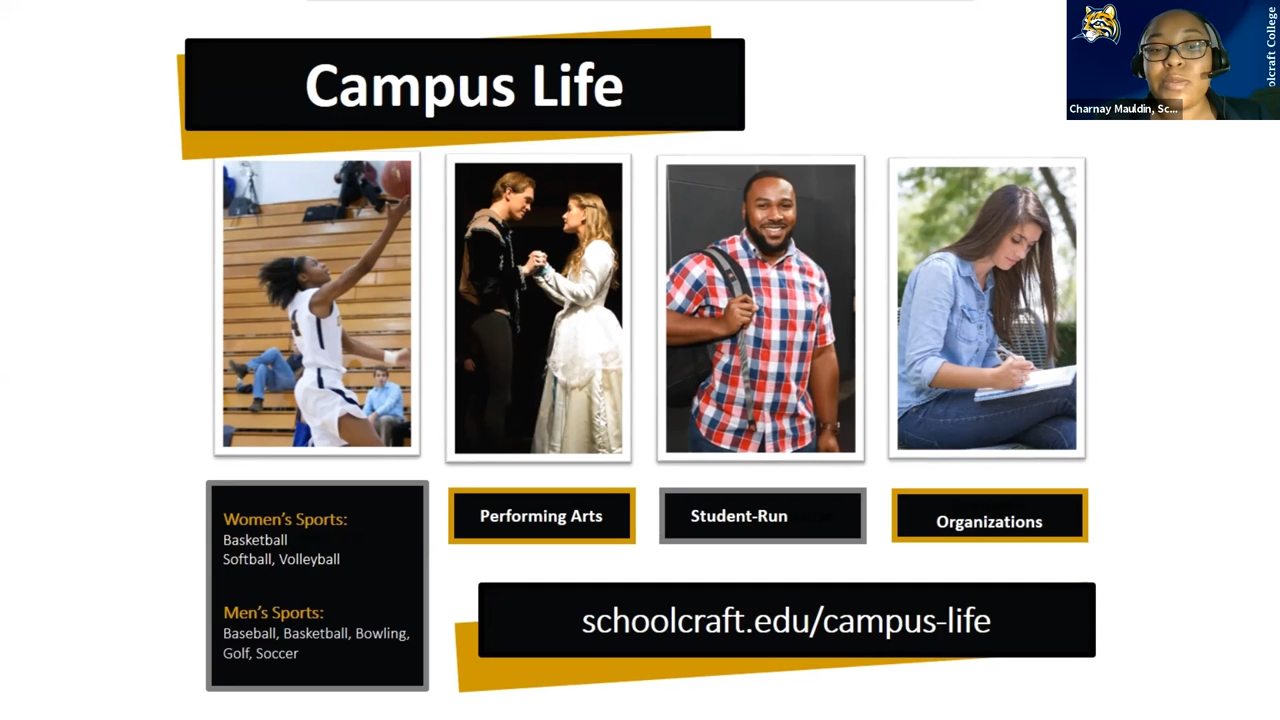 Campus Life
olcraft College
Charnay Mauldin, Sc...
Women's Sports:
Basketball
Softball, Volleyball
Men's Sports:
Baseball, Basketball, Bowling,
Golf, Soccer
Performing Arts
Student-Run
Organizations
schoolcraft.edu/campus-life